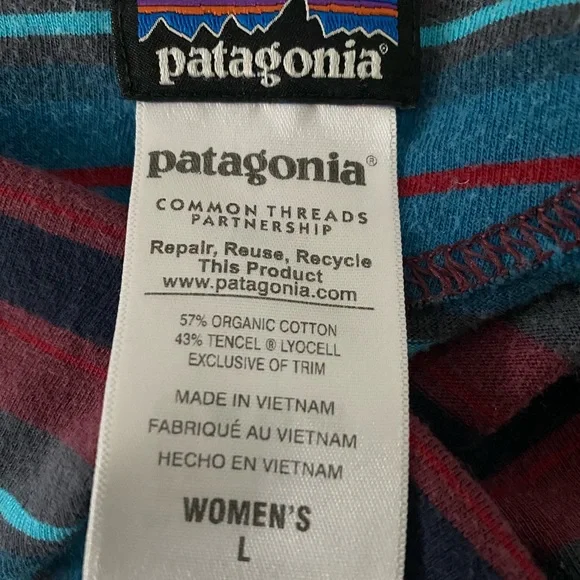 patagonia®
patagonia®
COMMON THREADS
PARTNERSHIP
Repair, Reuse, Recycle
This Product
www.patagonia.com
57% ORGANIC COTTON
43% TENCEL ® LYOCELL
EXCLUSIVE OF TRIM
MADE IN VIETNAM
FABRIQUÉ AU VIETNAM
HECHO EN VIETNAM
WOMEN'S
L